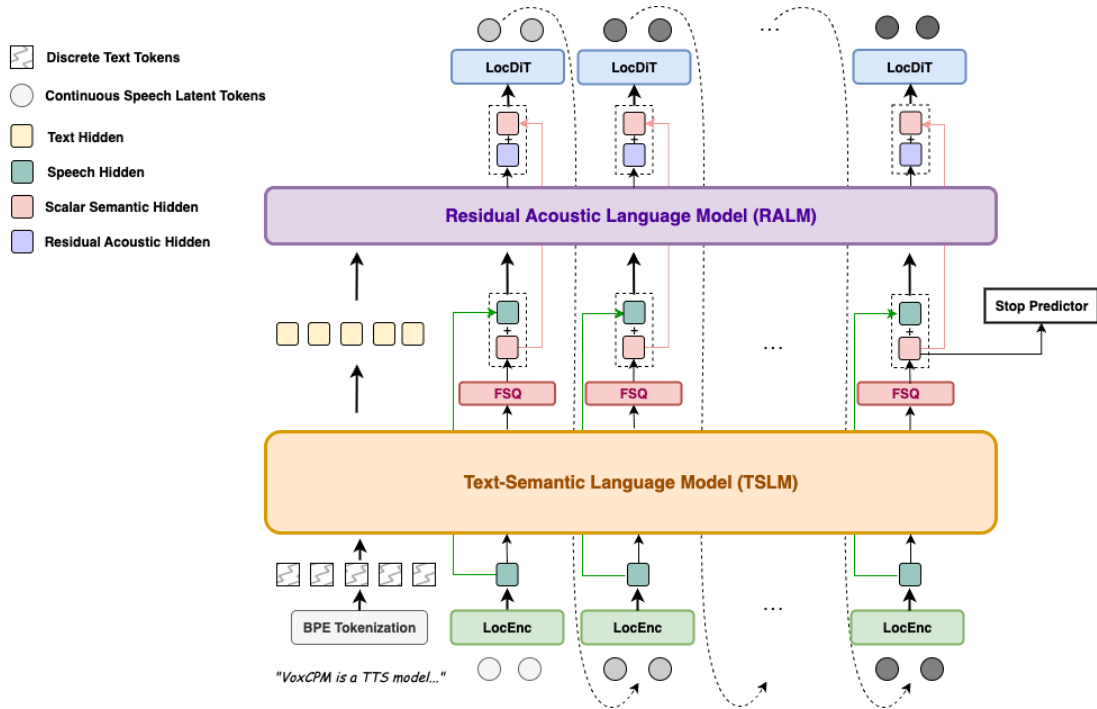 Discrete Text Tokens
Continuous Speech Latent Tokens
Text Hidden
Speech Hidden
Scalar Semantic Hidden
Residual Acoustic Hidden
...
LocDiT
LocDiT
LocDiT
+
+
+
Residual Acoustic Language Model (RALM)
+
+
+
Stop Predictor
...
FSQ
FSQ
FSQ
Text-Semantic Language Model (TSLM)
...
BPE Tokenization
LocEnc
LocEnc
LocEnc
"VoxCPM is a TTS model..."